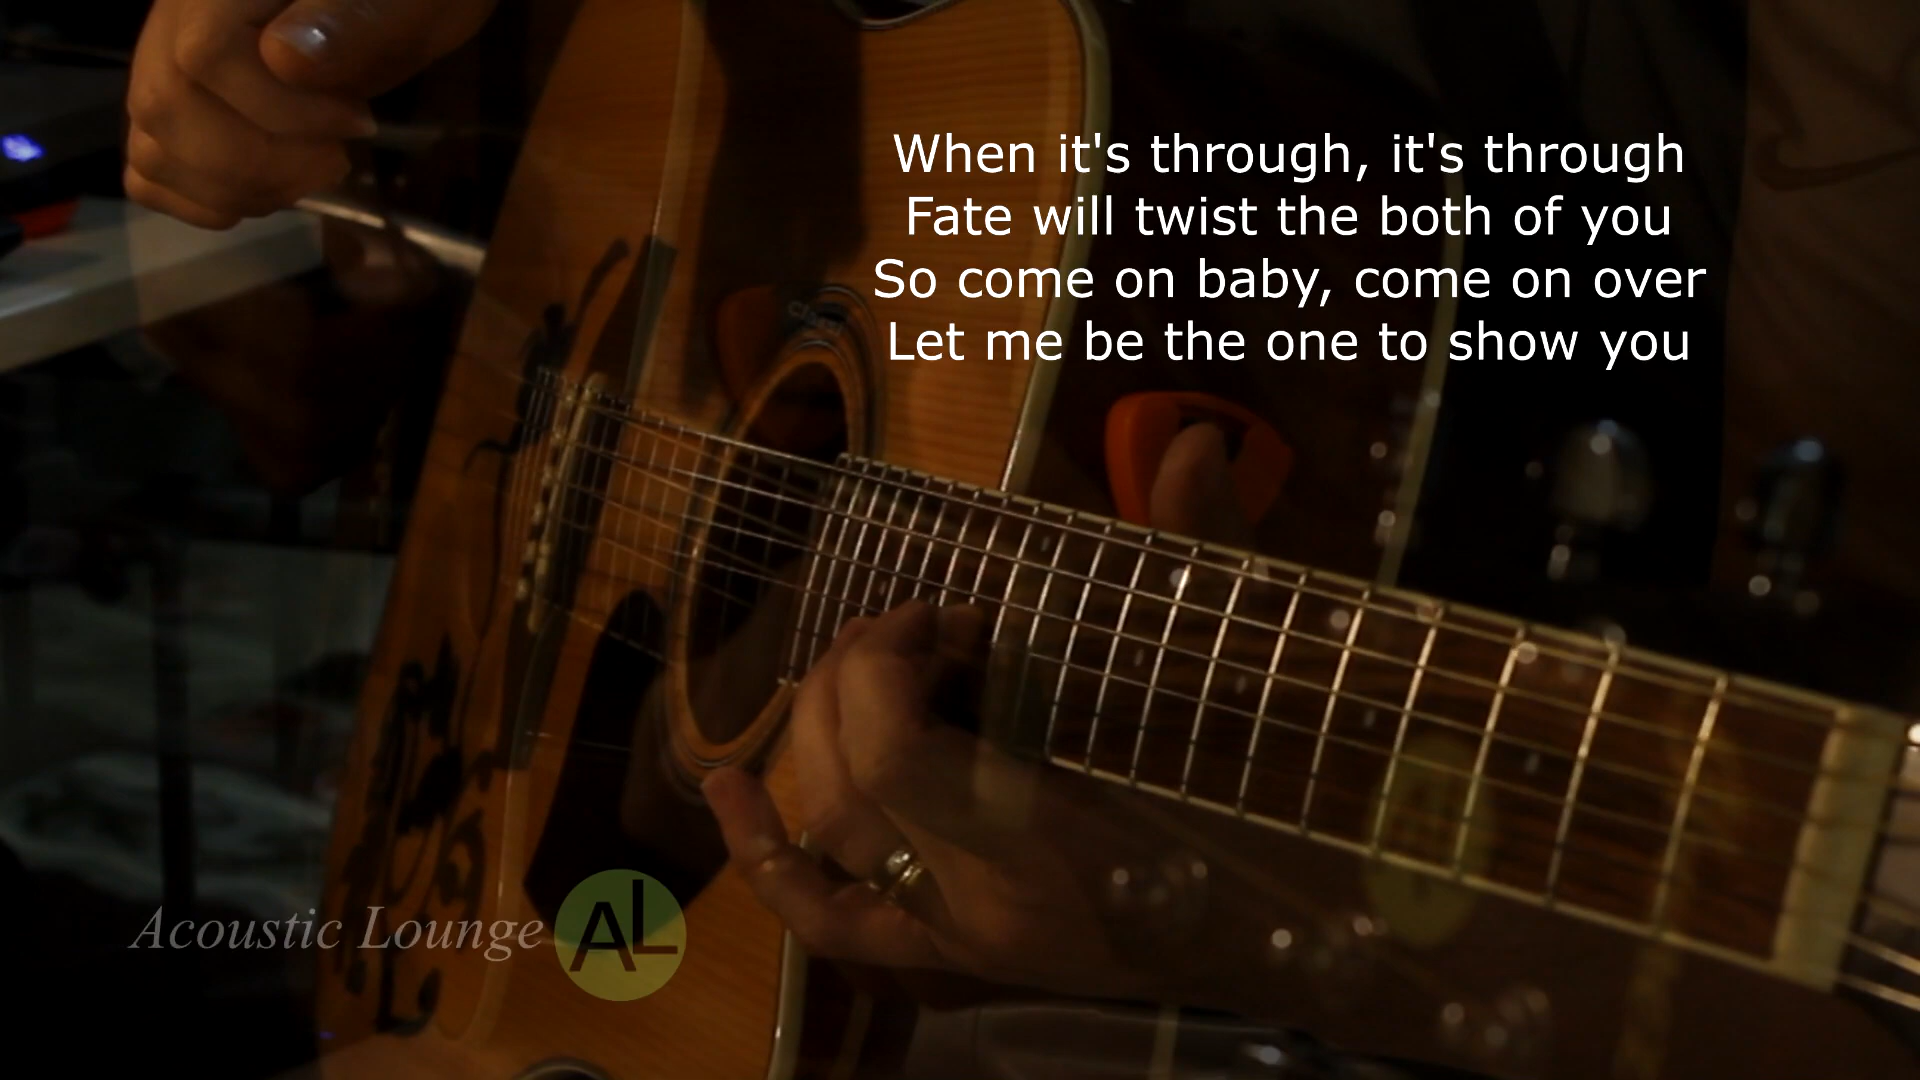 When it's through, it's through
Fate will twist the both of you
So come on baby, come on over
Let me be the one to show you
Acoustic Lounge AL